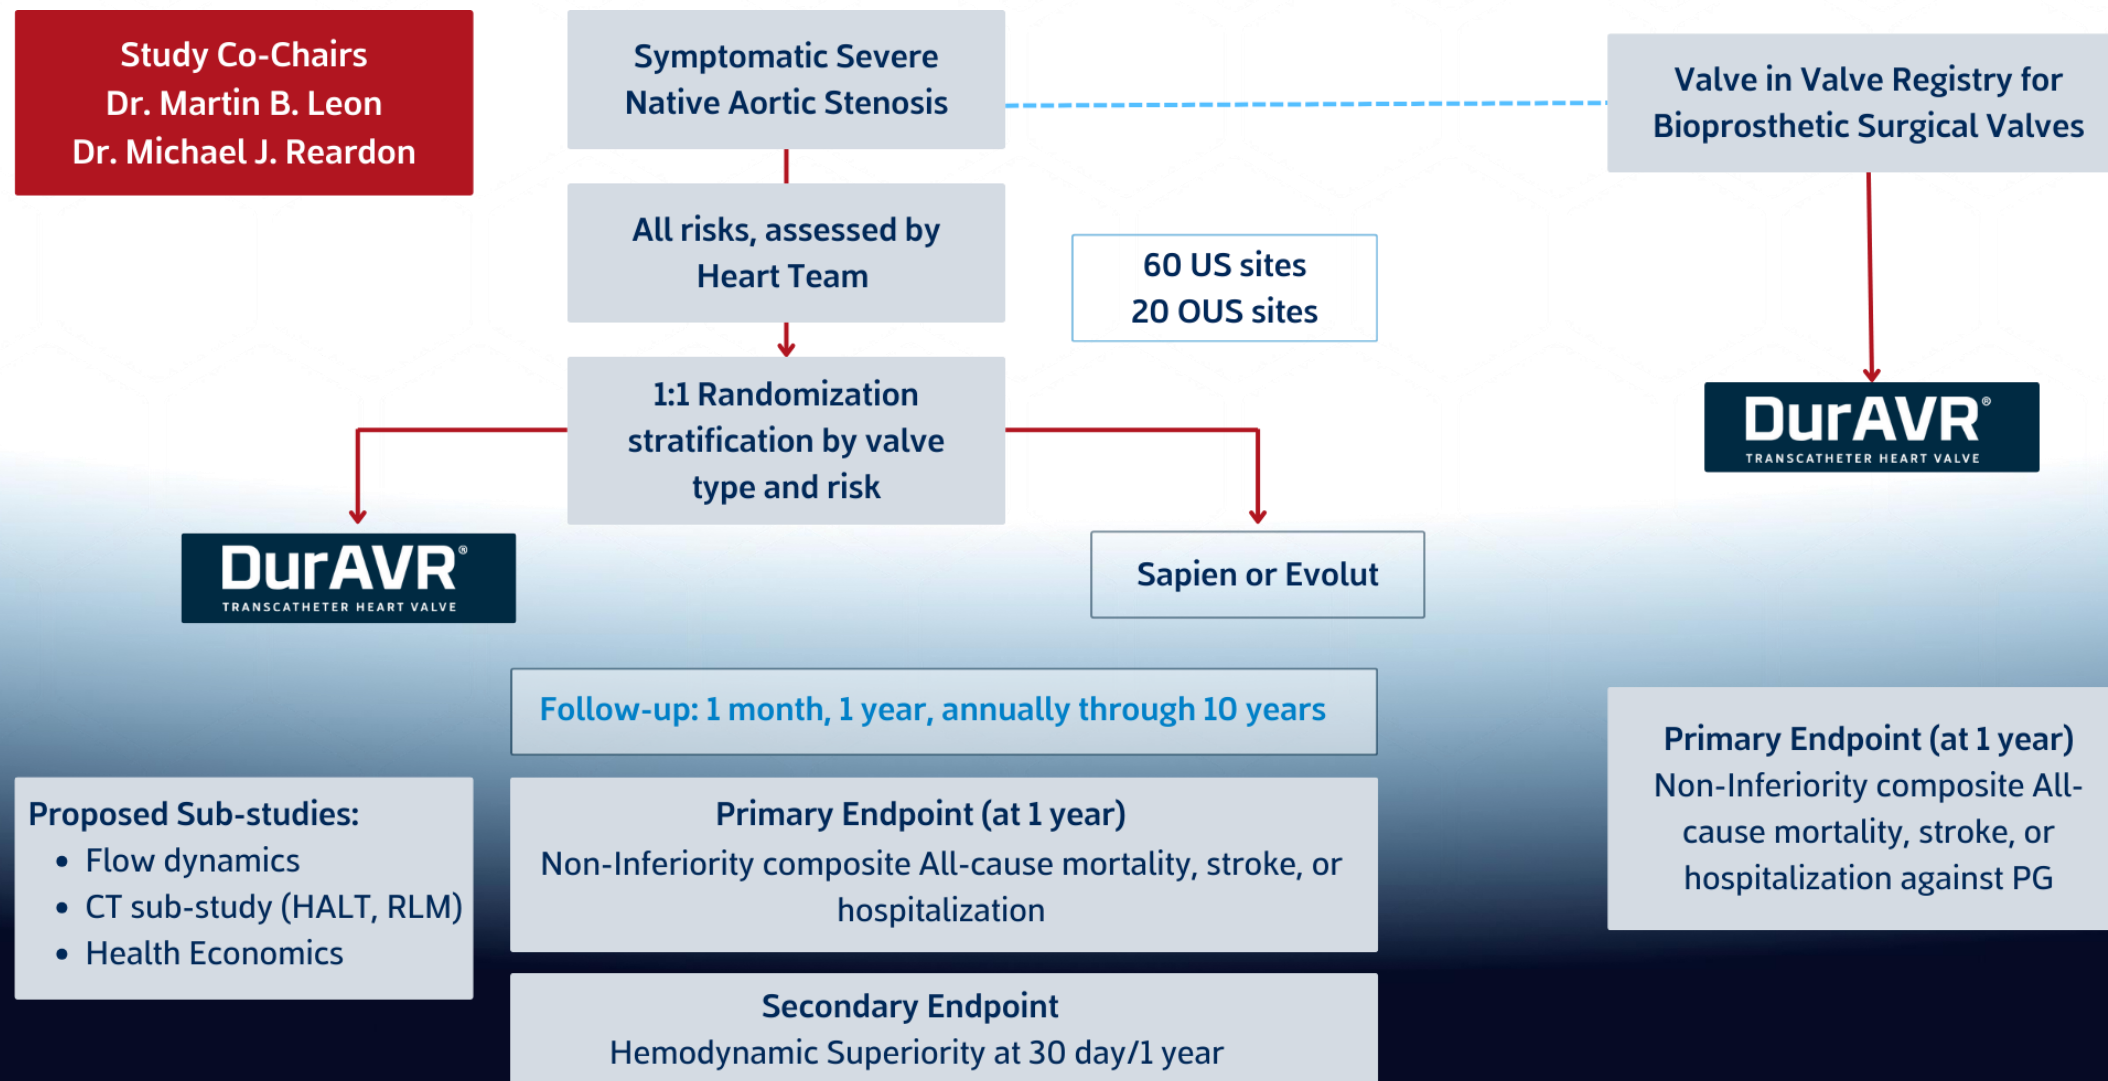 Study Co-Chairs
Dr. Martin B. Leon
Dr. Michael J. Reardon
Symptomatic Severe
Native Aortic Stenosis
Valve in Valve Registry for
Bioprosthetic Surgical Valves
All risks, assessed by
Heart Team
60 US sites
20 OUS sites
1:1 Randomization
stratification by valve
type and risk
DurAVR®
TRANSCATHETER HEART VALVE
DurAVR®
TRANSCATHETER HEART VALVE
Sapien or Evolut
Follow-up: 1 month, 1 year, annually through 10 years
Proposed Sub-studies:
• Flow dynamics
• CT sub-study (HALT, RLM)
• Health Economics
Primary Endpoint (at 1 year)
Non-Inferiority composite All-cause mortality, stroke, or
hospitalization
Secondary Endpoint
Hemodynamic Superiority at 30 day/1 year
Primary Endpoint (at 1 year)
Non-Inferiority composite All-
cause mortality, stroke, or
hospitalization against PG